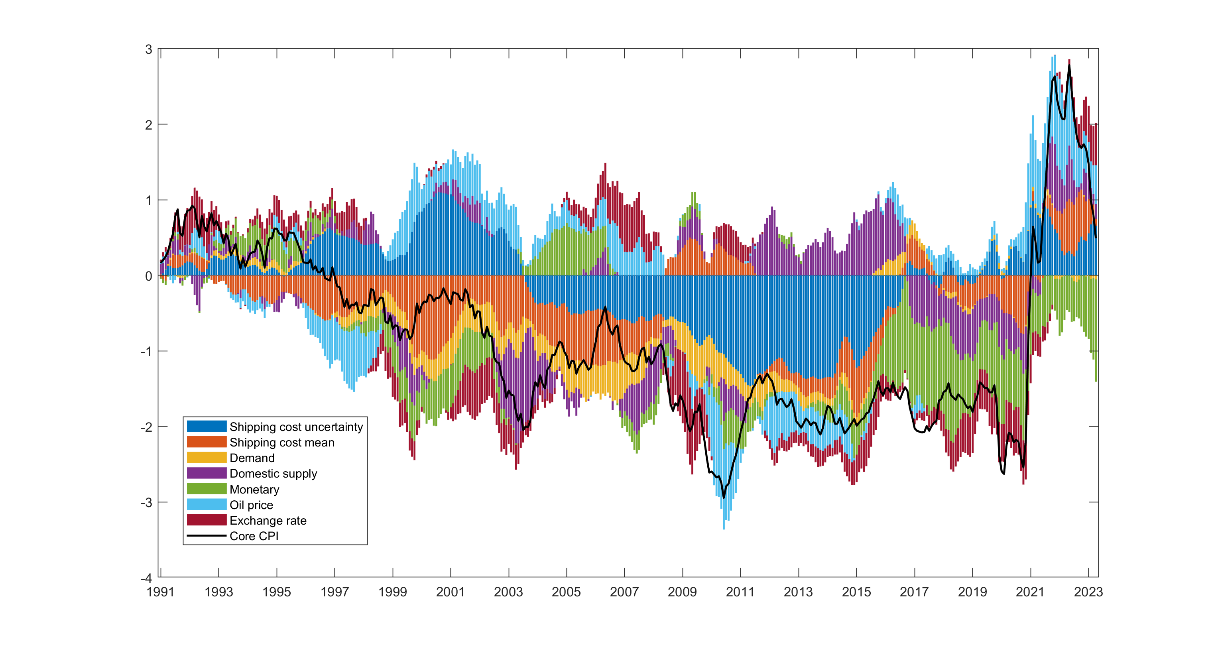 3
2
1
0
-1
-2
-3
-4
Shipping cost uncertainty
Shipping cost mean
Demand
Domestic supply
Monetary
Oil price
Exchange rate
Core CPI
1991 1993 1995 1997 1999 2001 2003 2005 2007 2009 2011 2013 2015 2017 2019 2021 2023